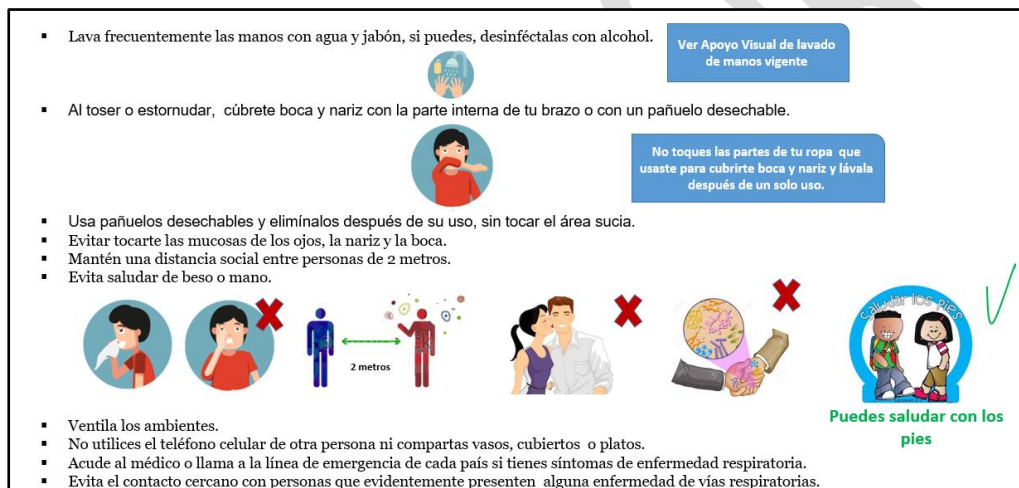 ▪ Lava frecuentemente las manos con agua y jabón, si puedes, desinféctalas con alcohol.
Ver Apoyo Visual de lavado
de manos vigente
▪ Al toser o estornudar, cúbrete boca y nariz con la parte interna de tu brazo o con un pañuelo desechable.
No toques las partes de tu ropa que
usaste para cubrirte boca y nariz y lávala
después de un solo uso.
▪ Usa pañuelos desechables y elimínalos después de su uso, sin tocar el área sucia.
▪ Evitar tocarte las mucosas de los ojos, la nariz y la boca.
▪ Mantén una distancia social entre personas de 2 metros.
▪ Evita saludar de beso o mano.
2 metros
Saludar los pies
Puedes saludar con los
pies
▪ Ventila los ambientes.
▪ No utilices el teléfono celular de otra persona ni compartas vasos, cubiertos o platos.
▪ Acude al médico o llama a la línea de emergencia de cada país si tienes síntomas de enfermedad respiratoria.
▪ Evita el contacto cercano con personas que evidentemente presenten alguna enfermedad de vías respiratorias.